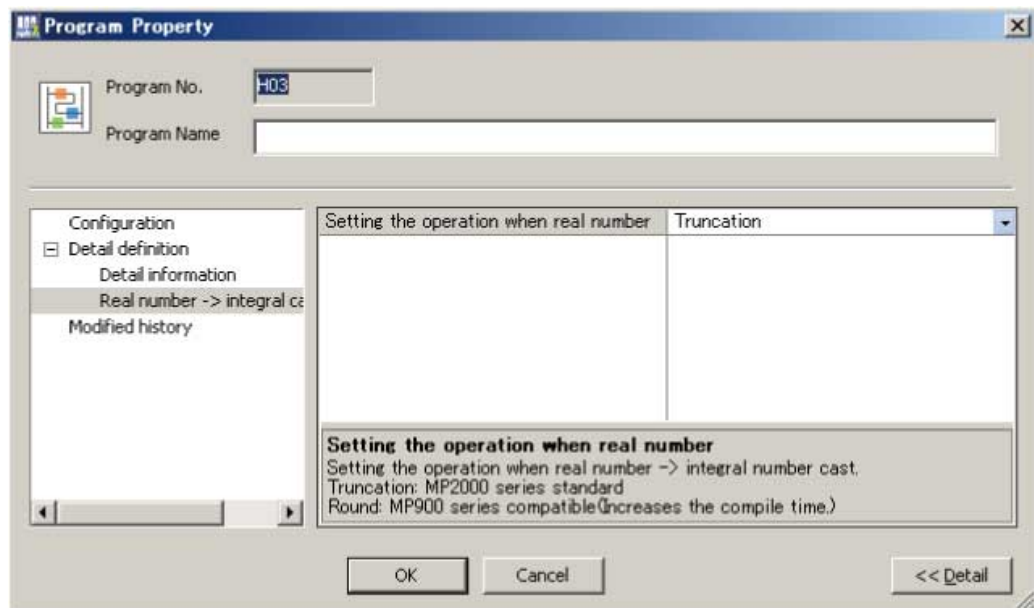 Program Property
Program No. H03
Program Name
Configuration
Detail definition
Detail information
Real number -> integral ca
Modified history
Setting the operation when real number Truncation
Setting the operation when real number
Setting the operation when real number -> integral number cast.
Truncation: MP2000 series standard
Round: MP900 series compatible(Increases the compile time.)
OK Cancel << Detail